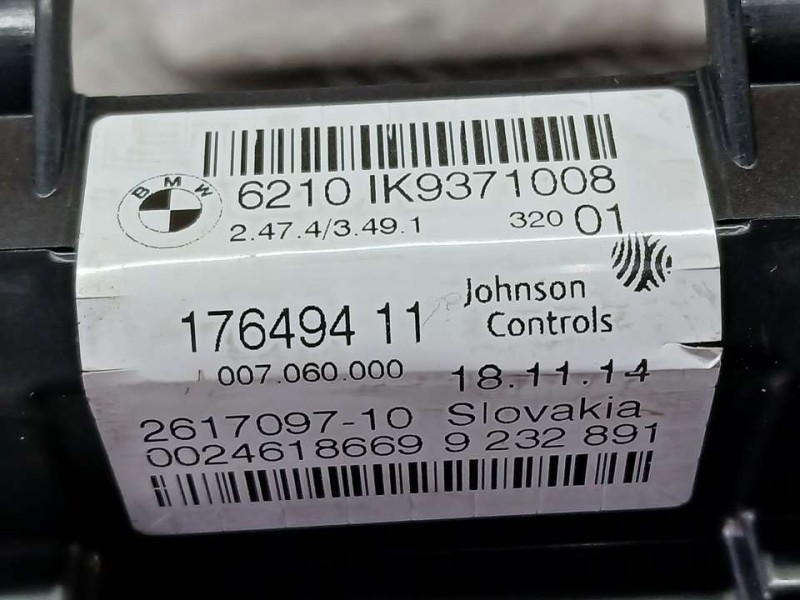 BMW
6210 IK9371008
2.47.4/3.49.1 320 01
176494 11 Johnson
Controls
007.060.000 18.11.14
2617097-10 Slovakia
0024618669 9 232 891